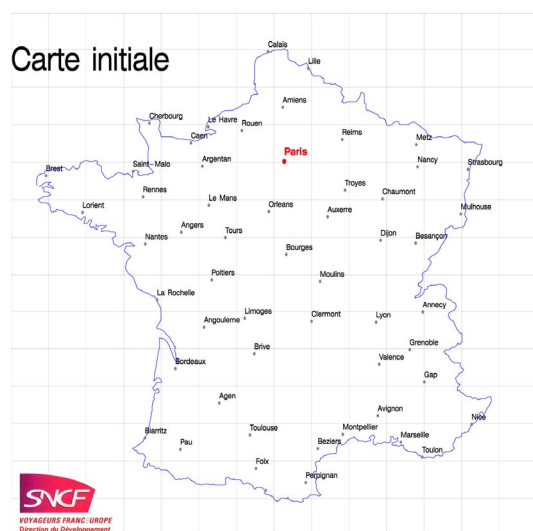 Carte initiale
Calais
Lille
Amiens
Cherbourg
Le Havre
Rouen
Caen
Reims
Metz
Paris
Saint-Malo
Argentan
Nancy
Strasbourg
Brest
Rennes
Troyes
Chaumont
Lorient
Le Mans
Orleans
Auxerre
Mulhouse
Nantes
Angers
Tours
Dijon
Besançon
Bourges
Poitiers
Moulins
La Rochelle
Annecy
Angouleme
Limoges
Clermont
Lyon
Brive
Grenoble
Bordeaux
Valence
Gap
Agen
Avignon
Nice
Biarritz
Toulouse
Montpellier
Marseille
Pau
Beziers
Toulon
Foix
Perpignan
SNCF
VOYAGEURS FRANCE EUROPE
Direction du Développement